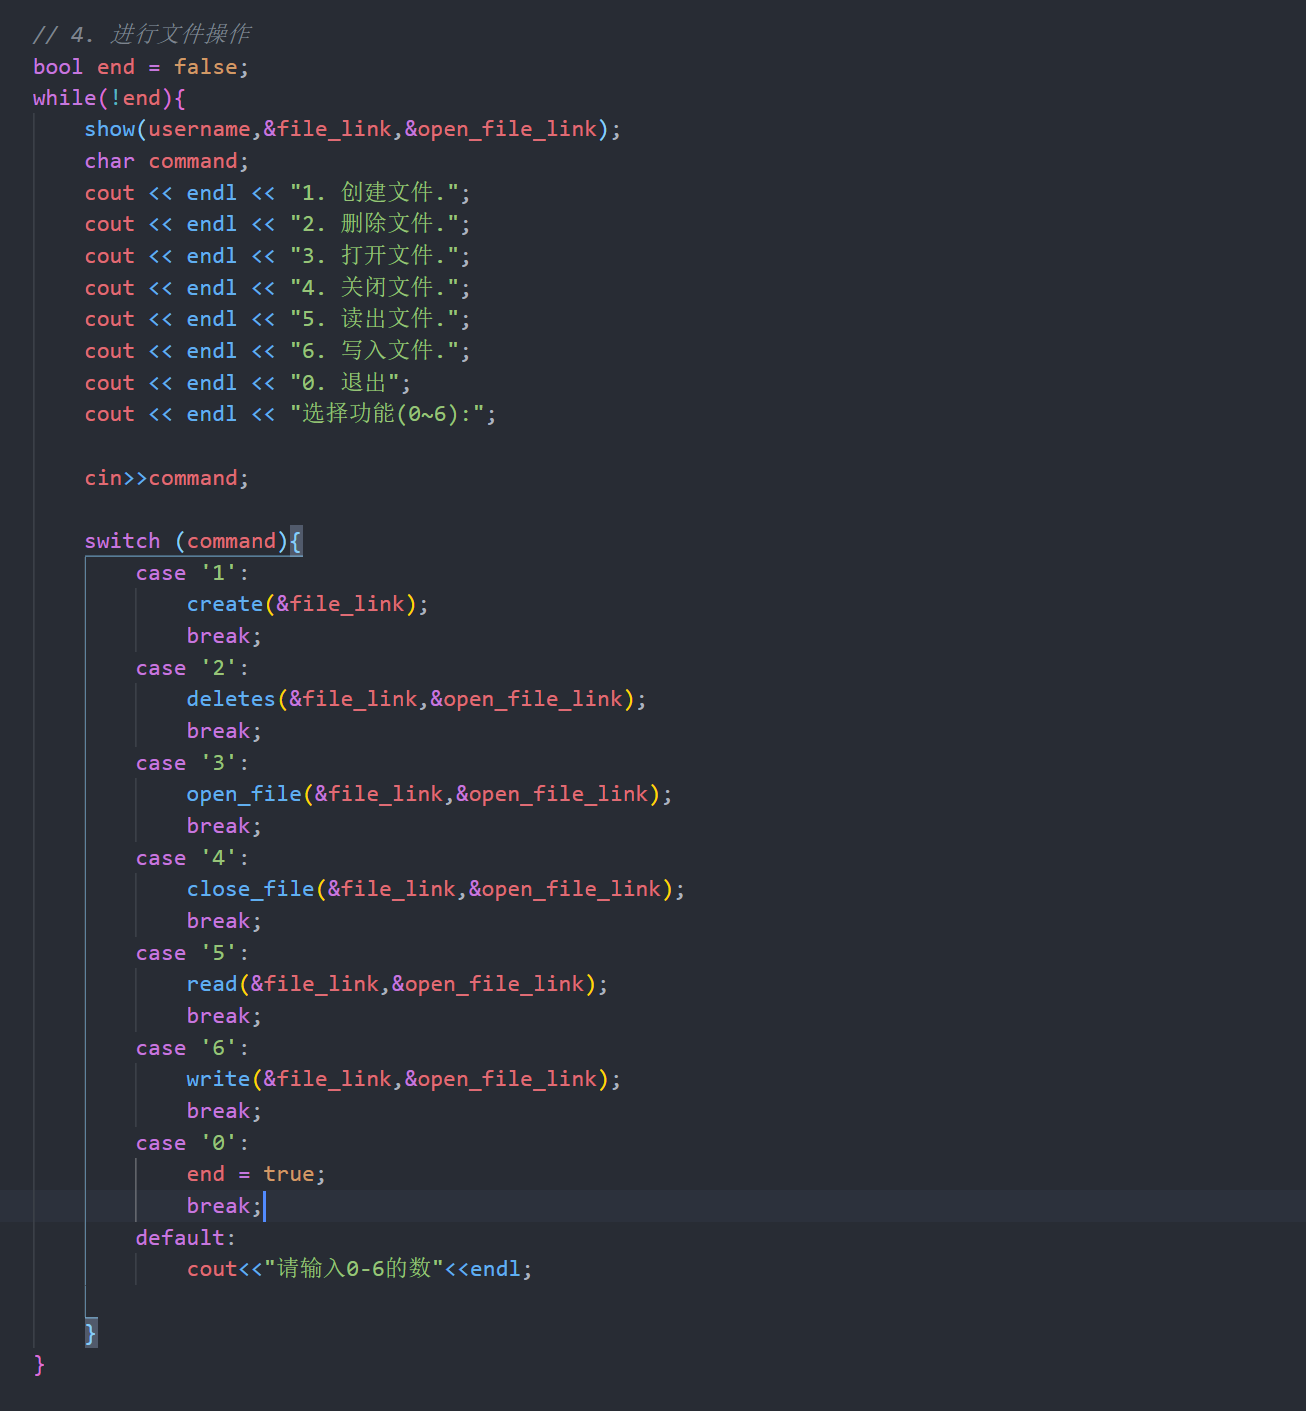 // 4. 进行文件操作
bool end = false;
while(!end){
    show(username,&file_link,&open_file_link);
    char command;
    cout << endl << "1. 创建文件.";
    cout << endl << "2. 删除文件.";
    cout << endl << "3. 打开文件.";
    cout << endl << "4. 关闭文件.";
    cout << endl << "5. 读出文件.";
    cout << endl << "6. 写入文件.";
    cout << endl << "0. 退出";
    cout << endl << "选择功能(0~6):";
    cin>>command;
    switch (command){
        case '1':
            create(&file_link);
            break;
        case '2':
            deletes(&file_link,&open_file_link);
            break;
        case '3':
            open_file(&file_link,&open_file_link);
            break;
        case '4':
            close_file(&file_link,&open_file_link);
            break;
        case '5':
            read(&file_link,&open_file_link);
            break;
        case '6':
            write(&file_link,&open_file_link);
            break;
        case '0':
            end = true;
            break;
        default:
            cout<<"请输入0-6的数"<<endl;
    }
}